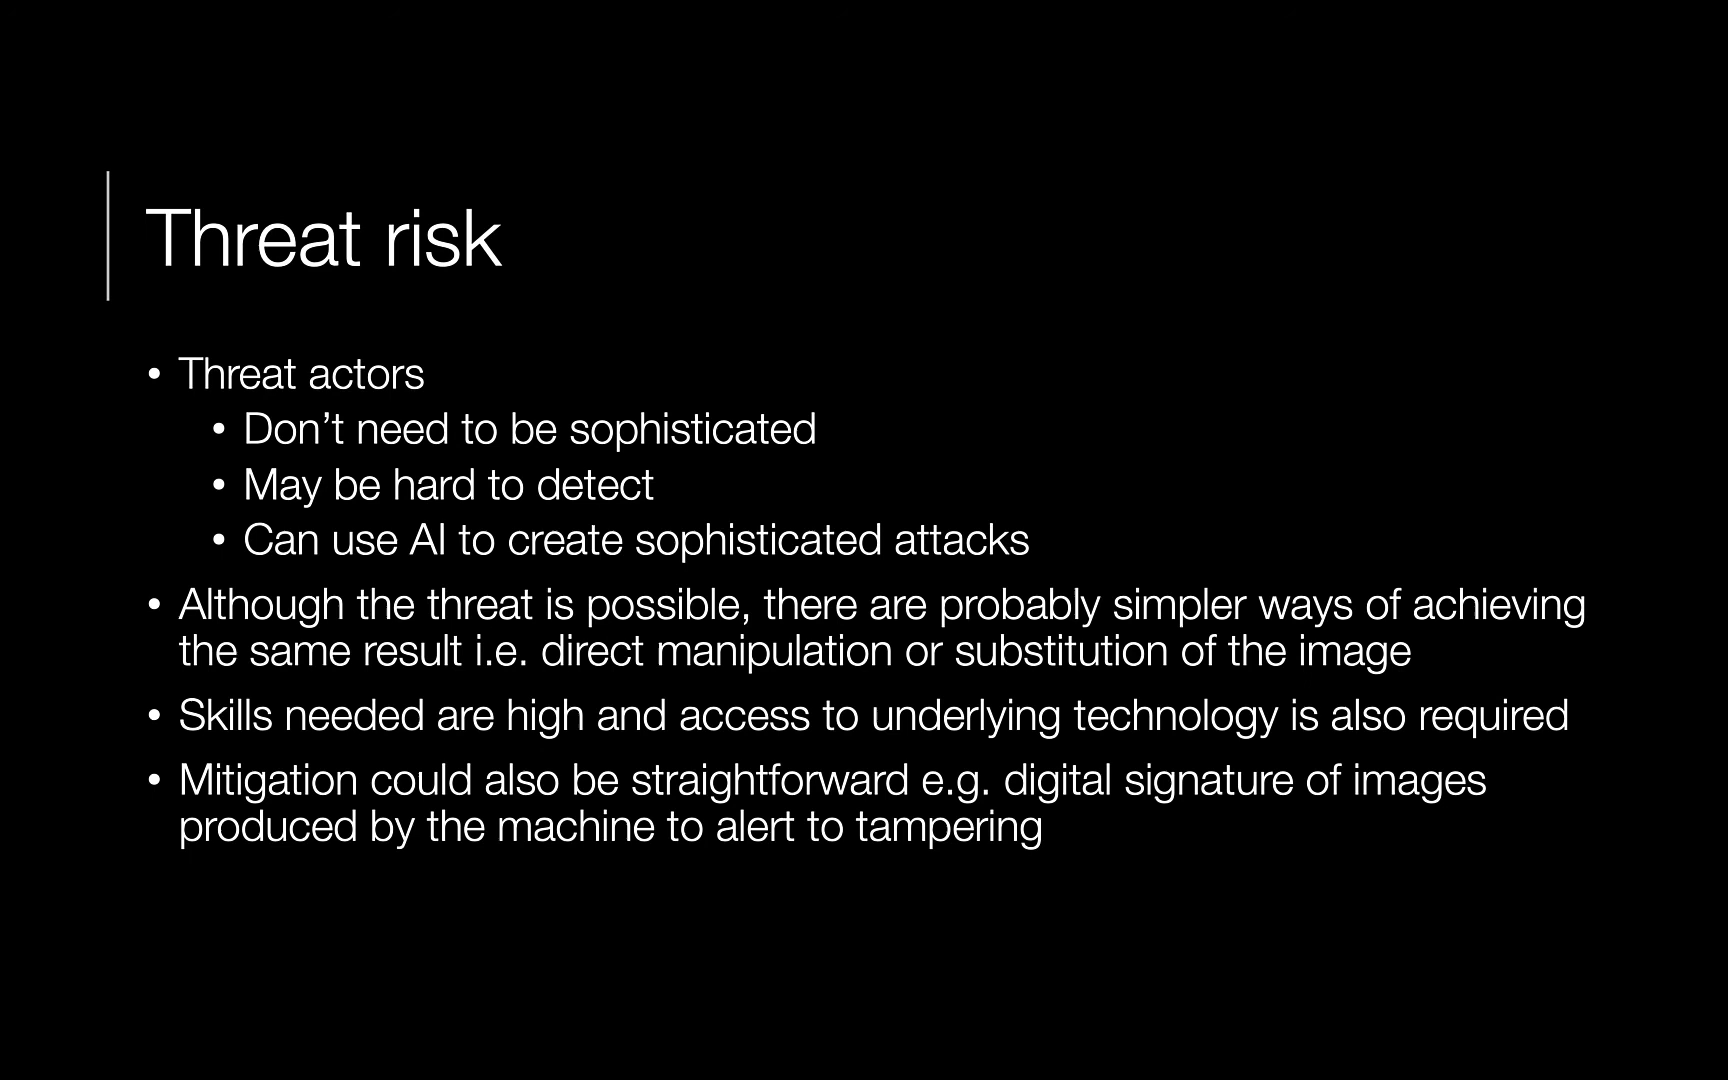 Threat risk
• Threat actors
• Don’t need to be sophisticated
• May be hard to detect
• Can use AI to create sophisticated attacks
• Although the threat is possible, there are probably simpler ways of achieving
the same result i.e. direct manipulation or substitution of the image
• Skills needed are high and access to underlying technology is also required
• Mitigation could also be straightforward e.g. digital signature of images
produced by the machine to alert to tampering